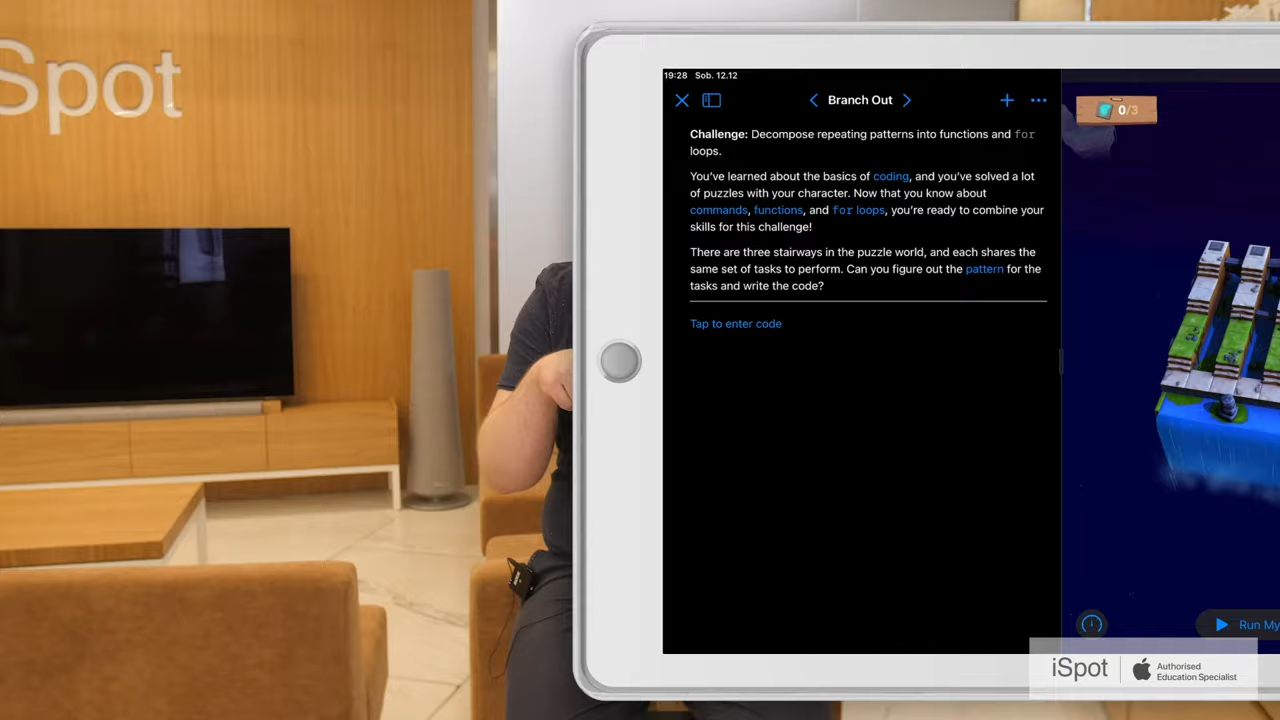 Spot
19:28 Sob. 12.12
Branch Out
0/3
Challenge: Decompose repeating patterns into functions and for
loops.
You've learned about the basics of coding, and you've solved a lot
of puzzles with your character. Now that you know about
commands, functions, and for loops, you're ready to combine your
skills for this challenge!
There are three stairways in the puzzle world, and each shares the
same set of tasks to perform. Can you figure out the pattern for the
tasks and write the code?
Tap to enter code
Run My
iSpot
Authorised
Education Specialist